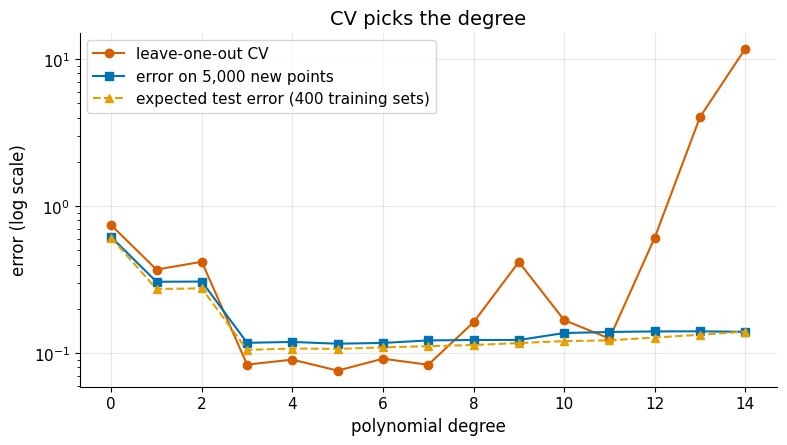 CV picks the degree
leave-one-out CV
error on 5,000 new points
expected test error (400 training sets)
error (log scale)
10¹
10⁰
10⁻¹
0 2 4 6 8 10 12 14
polynomial degree